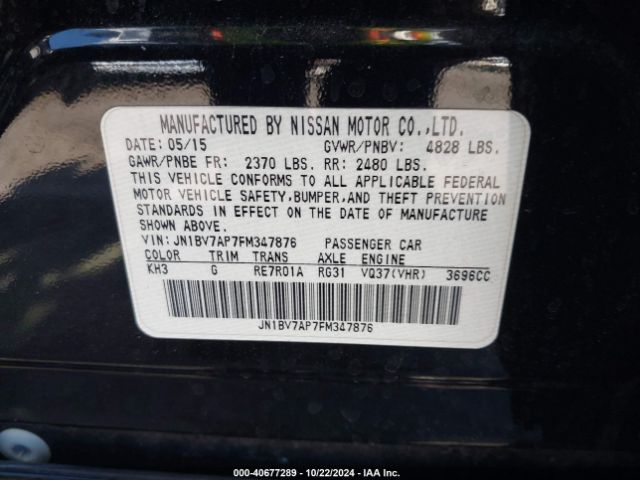 MANUFACTURED BY NISSAN MOTOR CO.,LTD.
DATE: 05/15 GVWR/PNBV: 4828 LBS.
GAWR/PNBE FR: 2370 LBS. RR: 2480 LBS.
THIS VEHICLE CONFORMS TO ALL APPLICABLE FEDERAL
MOTOR VEHICLE SAFETY,BUMPER,AND THEFT PREVENTION
STANDARDS IN EFFECT ON THE DATE OF MANUFACTURE
SHOWN ABOVE.
VIN: JN1BV7AP7FM347876 PASSENGER CAR
COLOR TRIM TRANS AXLE ENGINE
KH3 G RE7R01A RG31 VQ37(VHR) 3696CC
JN1BV7AP7FM347876
000-40677289 - 10/22/2024 - IAA Inc.